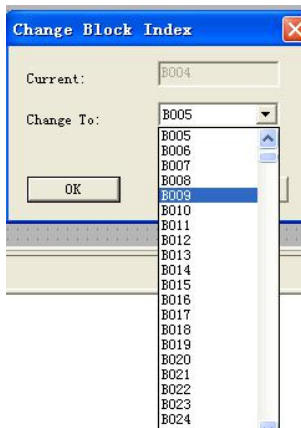 Change Block Index
Current: B004
Change To: B005
B005
B006
B007
B008
B009
B010
B011
B012
B013
B014
B015
B016
B017
B018
B019
B020
B021
B022
B023
B024
OK